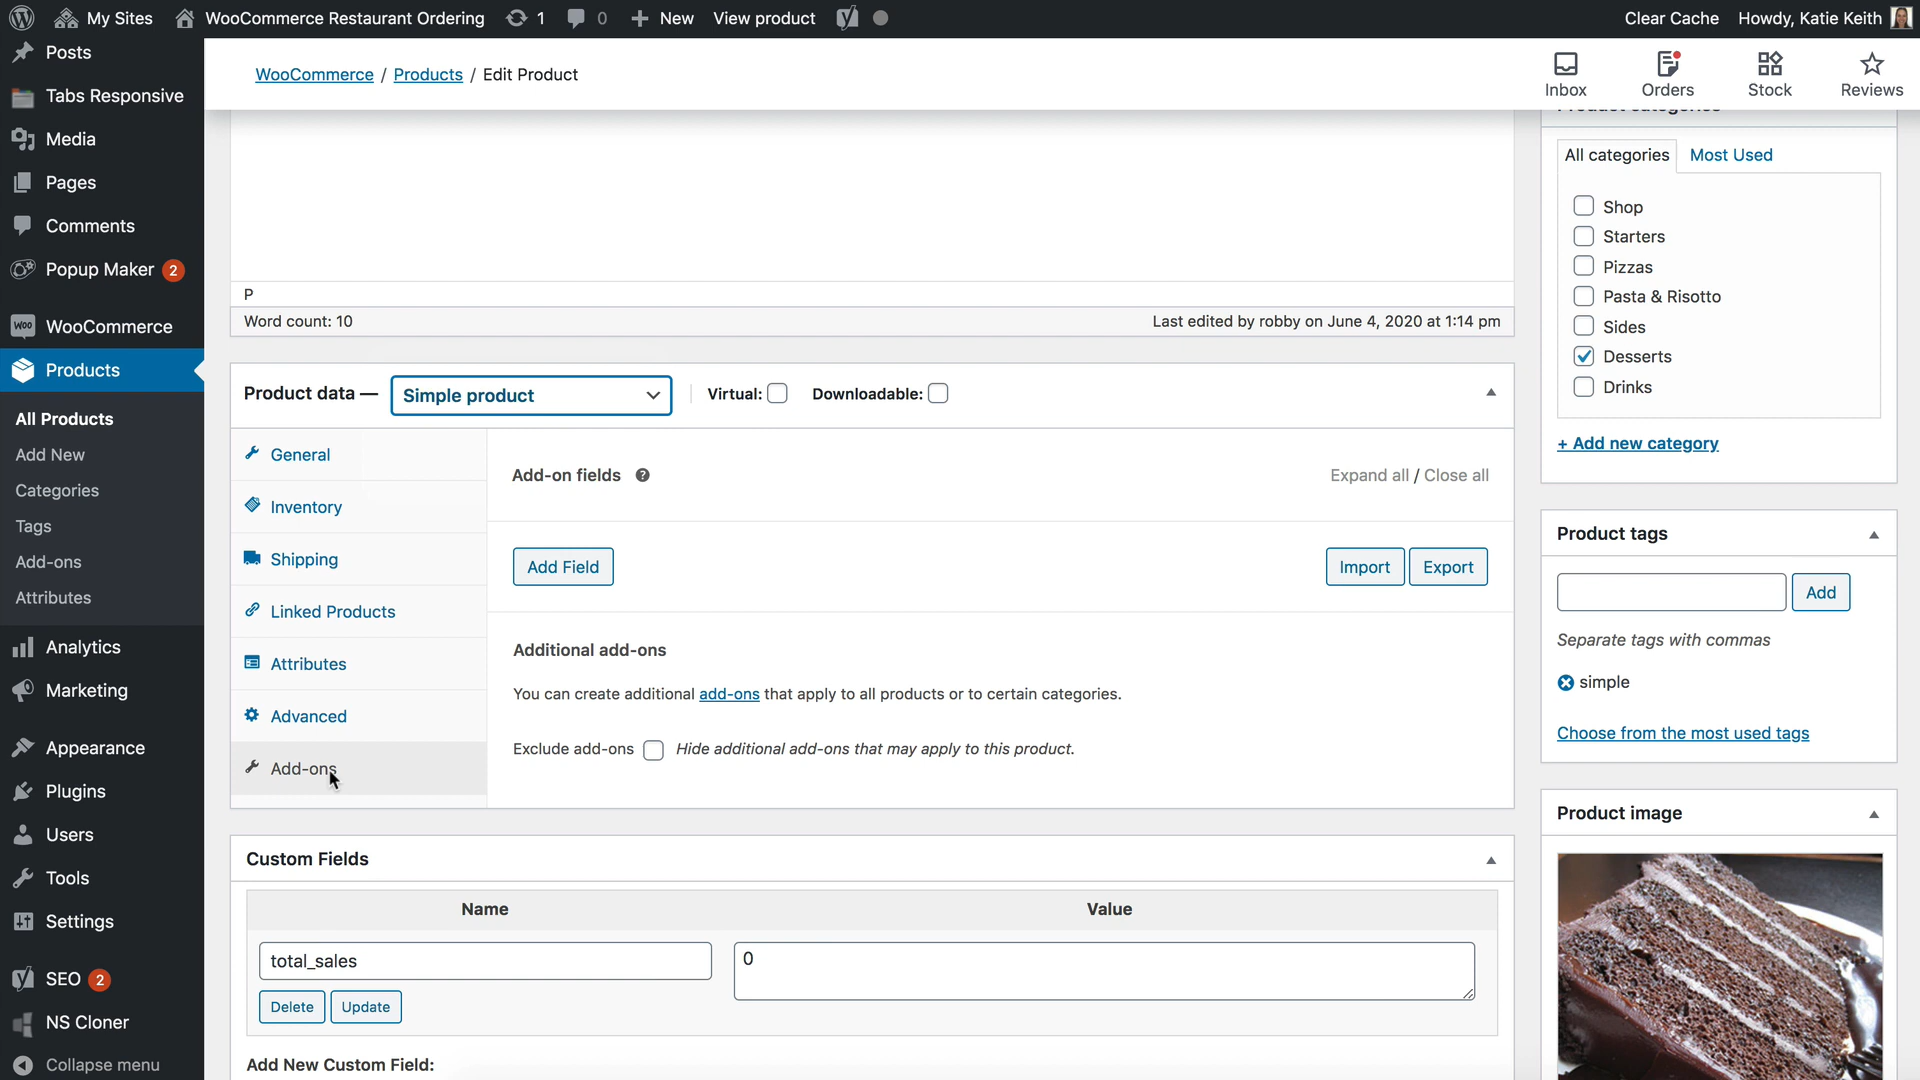 My Sites
WooCommerce Restaurant Ordering
1
0
New
View product
Clear Cache
Howdy, Katie Keith
Posts
Tabs Responsive
Media
Pages
Comments
Popup Maker 2
WOO WooCommerce
Products
All Products
Add New
Categories
Tags
Add-ons
Attributes
Analytics
Marketing
Appearance
Plugins
Users
Tools
Settings
SEO 2
NS Cloner
Collapse menu
WooCommerce / Products / Edit Product
Inbox
Orders
Stock
Reviews
P
Word count: 10
Last edited by robby on June 4, 2020 at 1:14 pm
Product data —
Simple product
Virtual:
Downloadable:
General
Inventory
Shipping
Linked Products
Attributes
Advanced
Add-ons
Add-on fields ?
Expand all / Close all
Add Field
Import
Export
Additional add-ons
You can create additional add-ons that apply to all products or to certain categories.
Exclude add-ons
Hide additional add-ons that may apply to this product.
Custom Fields
Name
Value
total_sales
0
Delete
Update
Add New Custom Field:
Product categories
All categories
Most Used
Shop
Starters
Pizzas
Pasta & Risotto
Sides
Desserts
Drinks
+ Add new category
Product tags
Add
Separate tags with commas
simple
Choose from the most used tags
Product image